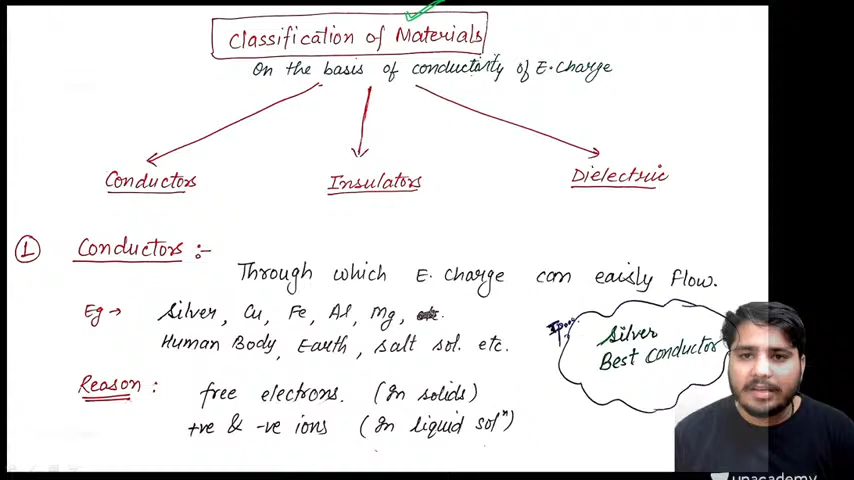 Classification of Materials
On the basis of conductivity of E. Charge
Conductors
Insulators
Dielectric
1 Conductors :-
Through which E. Charge can eaisly flow.
Eg → Silver, Cu, Fe, Al, Mg, etc.
Human Body, Earth, salt sol. etc.
Silver
Best Conductor
Reason : free electrons. (In solids)
+ve & -ve ions (In liquid solⁿ)
unacademy